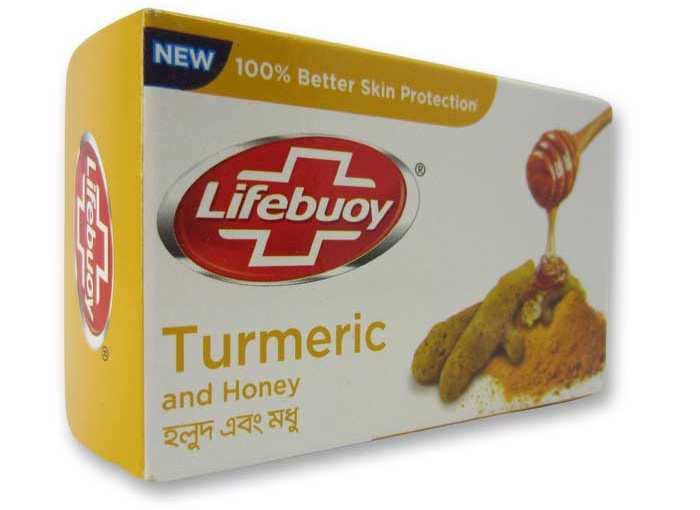 NEW
100% Better Skin Protection
Lifebuoy
®
Turmeric
and Honey
হলুদ এবং মধু
Lifebuoy
®